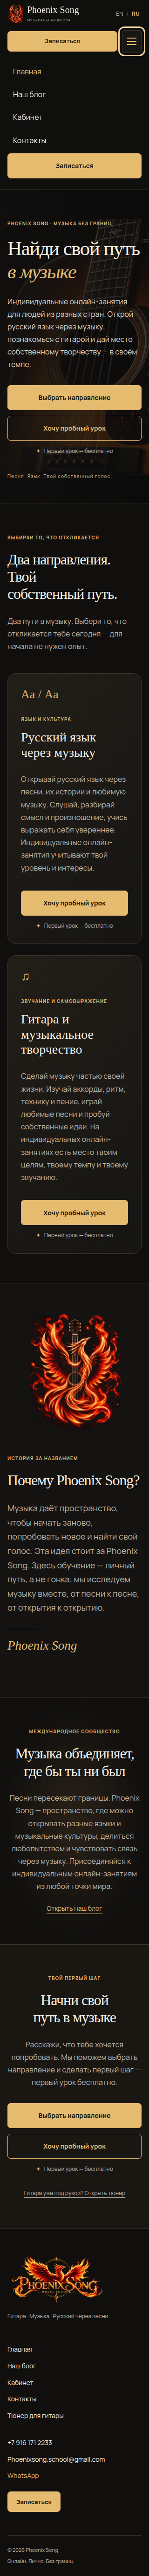 Phoenix Song
МУЗЫКАЛЬНАЯ ШКОЛА
EN / RU
Записаться
Главная
Наш блог
Кабинет
Контакты
Записаться
PHOENIX SONG · МУЗЫКА БЕЗ ГРАНИЦ
Найди свой путь
в музыке
Индивидуальные онлайн-занятия
для людей из разных стран. Открой
русский язык через музыку,
познакомься с гитарой и дай место
собственному творчеству — в своём
темпе.
Выбрать направление
Хочу пробный урок
✦ Первый урок — бесплатно
Песня. Язык. Твой собственный голос.
ВЫБИРАЙ ТО, ЧТО ОТКЛИКАЕТСЯ
Два направления.
Твой
собственный путь.
Два пути в музыку. Выбери то, что
откликается тебе сегодня — для
начала не нужен опыт.
Аа / Aa
ЯЗЫК И КУЛЬТУРА
Русский язык
через музыку
Открывай русский язык через
песни, их истории и любимую
музыку. Слушай, разбирай
смысл и произношение, учись
выражать себя увереннее.
Индивидуальные онлайн-
занятия учитывают твой
уровень и интересы.
Хочу пробный урок
✦ Первый урок — бесплатно
♫
ЗВУЧАНИЕ И САМОВЫРАЖЕНИЕ
Гитара и
музыкальное
творчество
Сделай музыку частью своей
жизни. Изучай аккорды, ритм,
технику и пение, играй
любимые песни и пробуй
собственные идеи. На
индивидуальных онлайн-
занятиях есть место твоим
целям, твоему темпу и твоему
звучанию.
Хочу пробный урок
✦ Первый урок — бесплатно
ИСТОРИЯ ЗА НАЗВАНИЕМ
Почему Phoenix Song?
Музыка даёт пространство,
чтобы начать заново,
попробовать новое и найти свой
голос. Эта идея стоит за Phoenix
Song. Здесь обучение — личный
путь, а не гонка: мы исследуем
музыку вместе, от песни к песне,
от открытия к открытию.
Phoenix Song
МЕЖДУНАРОДНОЕ СООБЩЕСТВО
Музыка объединяет,
где бы ты ни был
Песни пересекают границы. Phoenix
Song — пространство, где можно
открывать разные языки и
музыкальные культуры, делиться
любопытством и чувствовать связь
через музыку. Присоединяйся к
индивидуальным онлайн-занятиям
из любой точки мира.
Открыть наш блог
ТВОЙ ПЕРВЫЙ ШАГ
Начни свой
путь в музыке
Расскажи, что тебе хочется
попробовать. Мы поможем выбрать
направление и сделать первый шаг —
первый урок бесплатно.
Выбрать направление
Хочу пробный урок
✦ Первый урок — бесплатно
Гитара уже под рукой? Открыть тюнер
PHOENIX SONG
Гитара · Музыка · Русский через песни
Главная
Наш блог
Кабинет
Контакты
Тюнер для гитары
+7 916 171 2233
Phoenixsong.school@gmail.com
WhatsApp
Записаться
© 2026 Phoenix Song
Онлайн. Лично. Без границ.